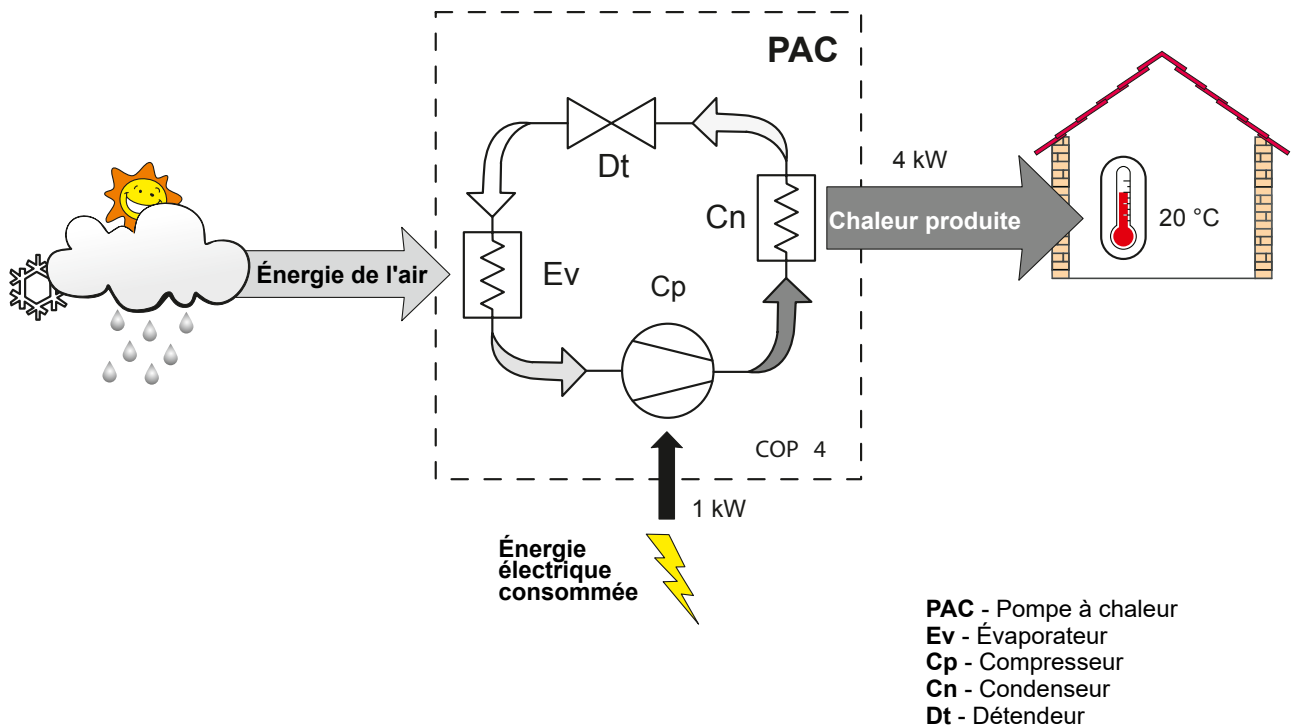 PAC
Dt
4 kW
Cn
Chaleur produite
20 °C
Énergie de l'air
Ev
Cp
COP 4
1 kW
Énergie
électrique
consommée
PAC - Pompe à chaleur
Ev - Évaporateur
Cp - Compresseur
Cn - Condenseur
Dt - Détendeur